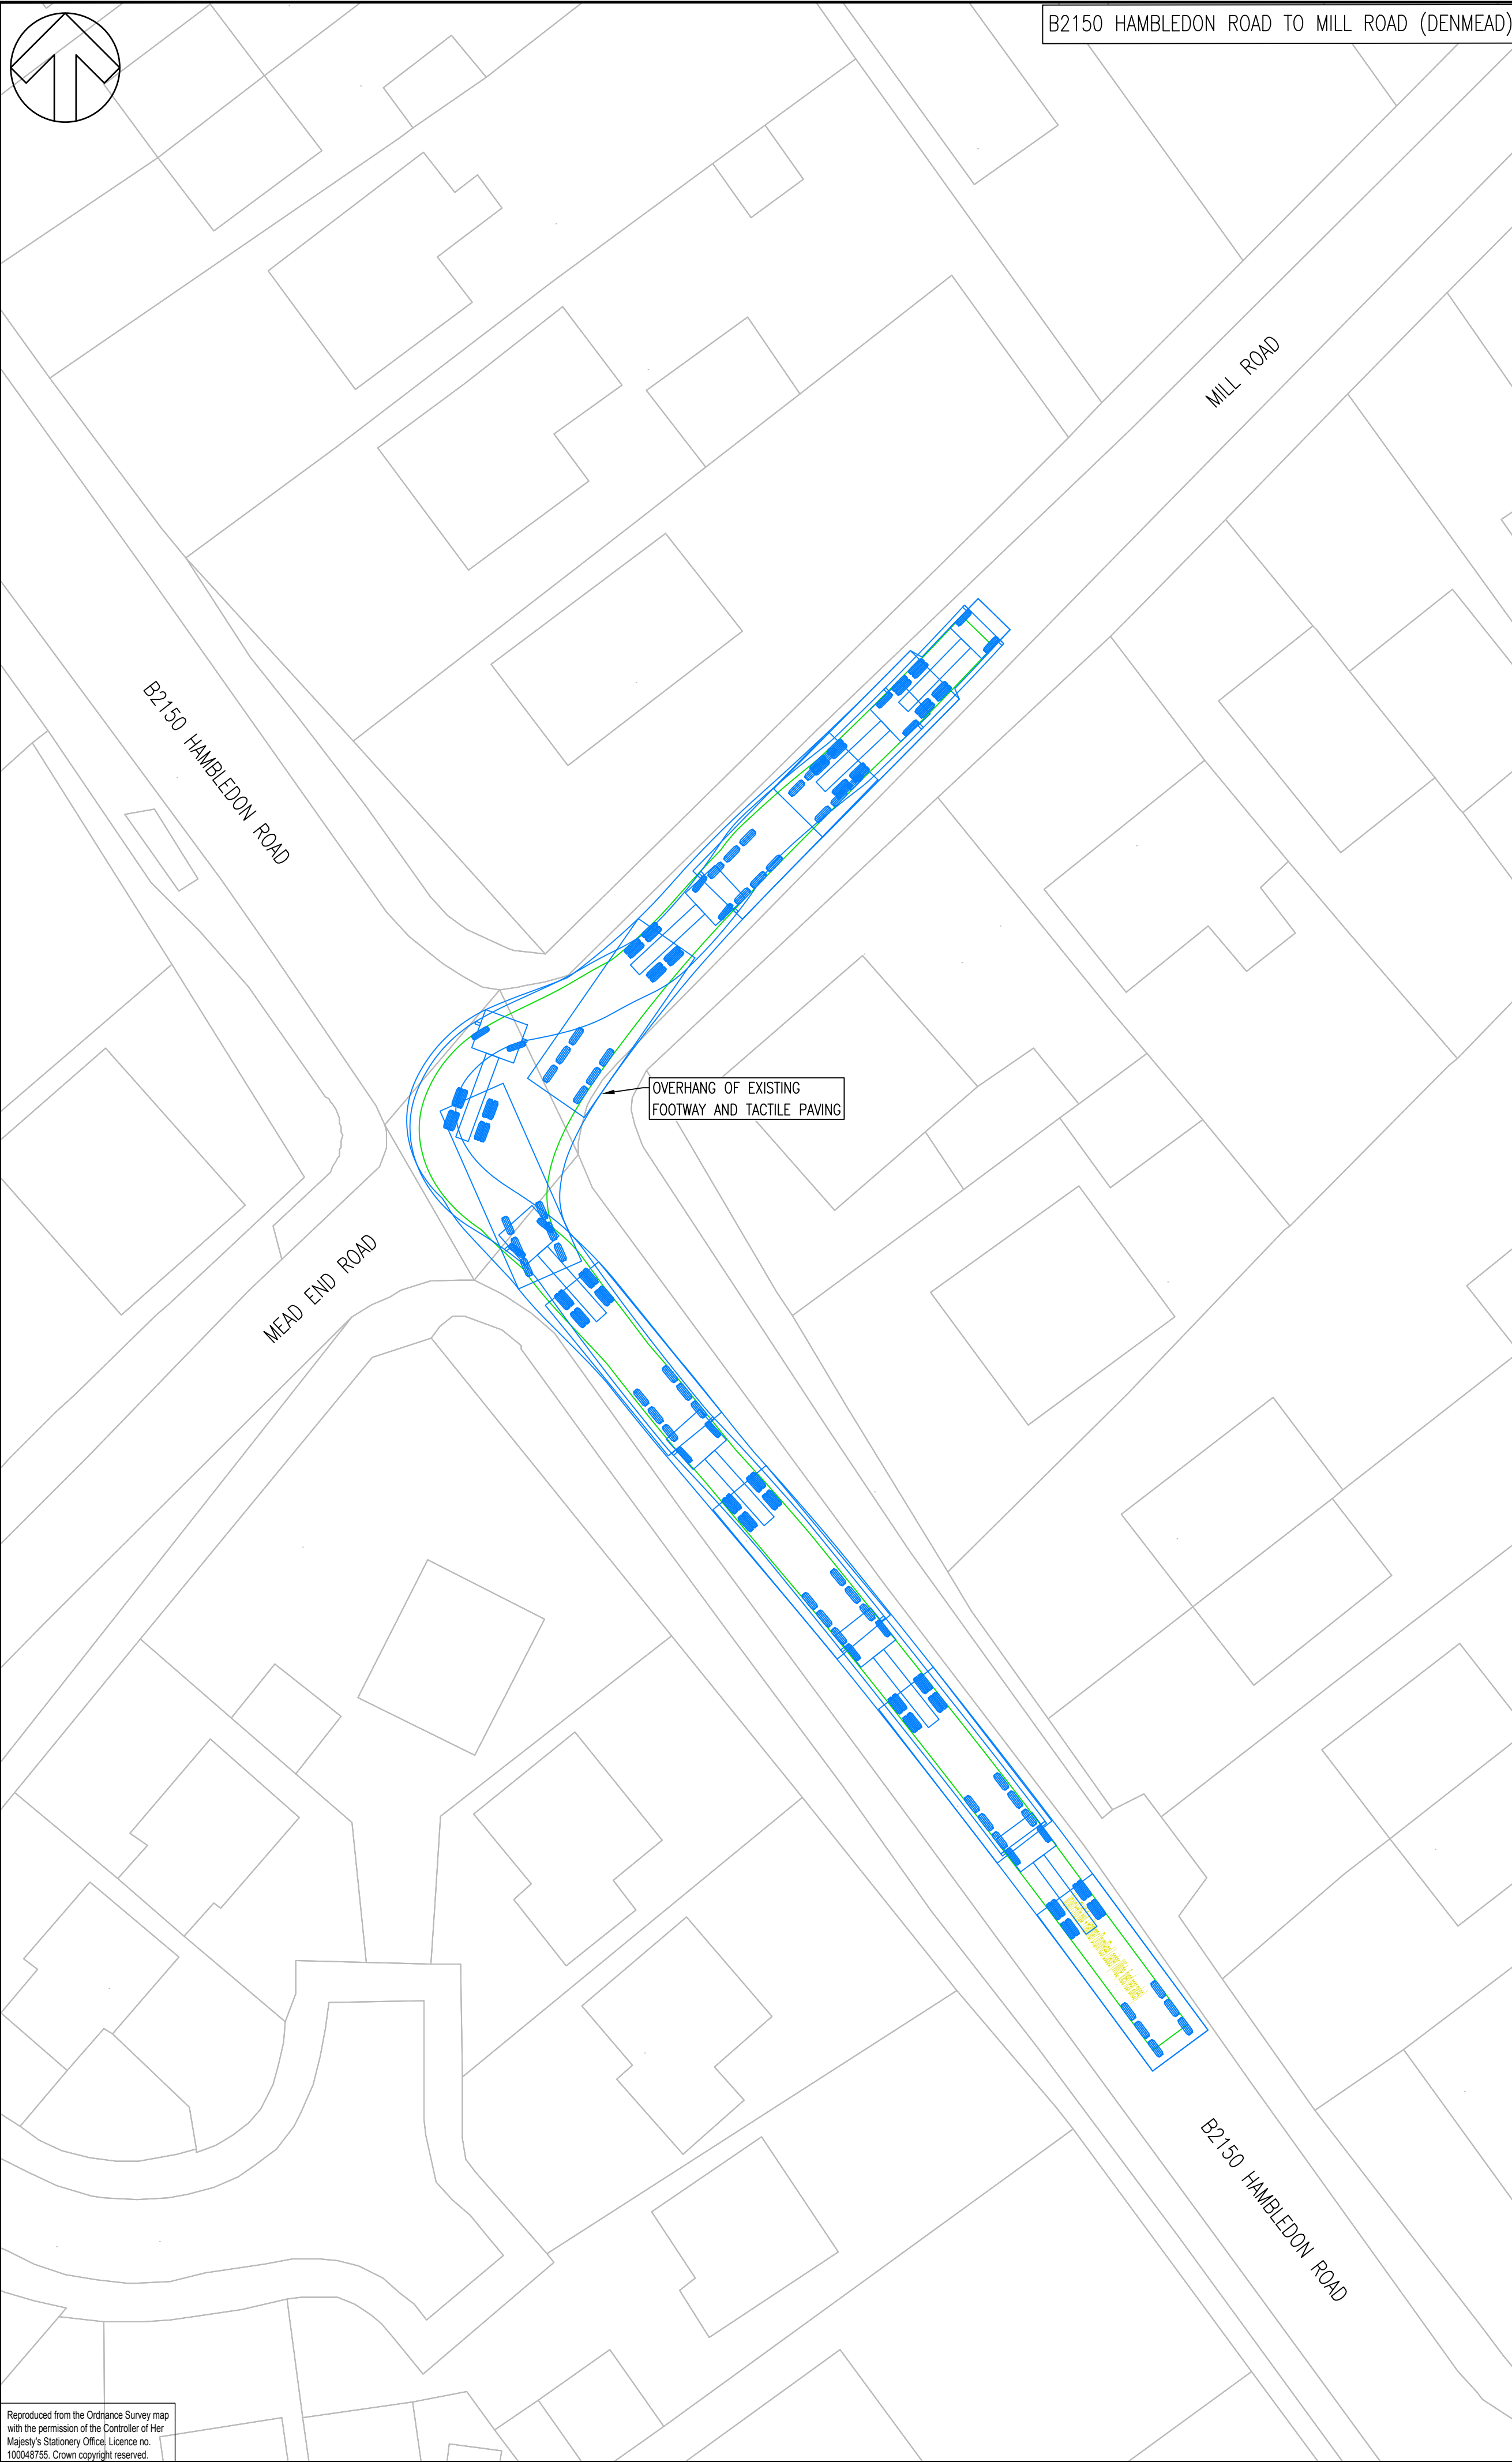 B2150 HAMBLEDON ROAD TO MILL ROAD (DENMEAD)
MILL ROAD
B2150 HAMBLEDON ROAD
OVERHANG OF EXISTING
FOOTWAY AND TACTILE PAVING
MEAD END ROAD
B2150 HAMBLEDON ROAD
Reproduced from the Ordnance Survey map
with the permission of the Controller of Her
Majesty's Stationery Office. Licence no.
100048755. Crown copyright reserved.